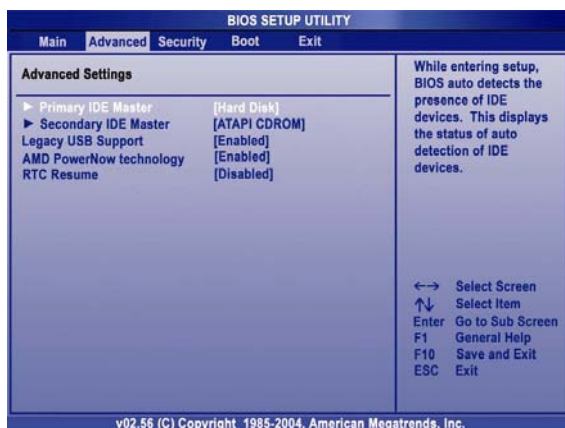 BIOS SETUP UTILITY
Main Advanced Security Boot Exit
Advanced Settings
► Primary IDE Master [Hard Disk]
► Secondary IDE Master [ATAPI CDROM]
Legacy USB Support [Enabled]
AMD PowerNow technology [Enabled]
RTC Resume [Disabled]
While entering setup,
BIOS auto detects the
presence of IDE
devices. This displays
the status of auto
detection of IDE
devices.
←→ Select Screen
↑↓ Select Item
Enter Go to Sub Screen
F1 General Help
F10 Save and Exit
ESC Exit
v02.56 (C) Copyright 1985-2004, American Megatrends, Inc.